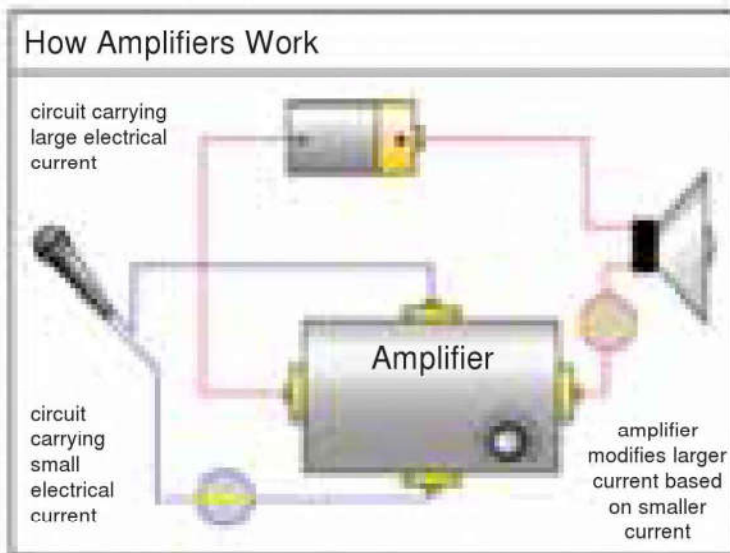 How Amplifiers Work
circuit carrying
large electrical
current
Amplifier
circuit
carrying
small
electrical
current
amplifier
modifies larger
current based
on smaller
current